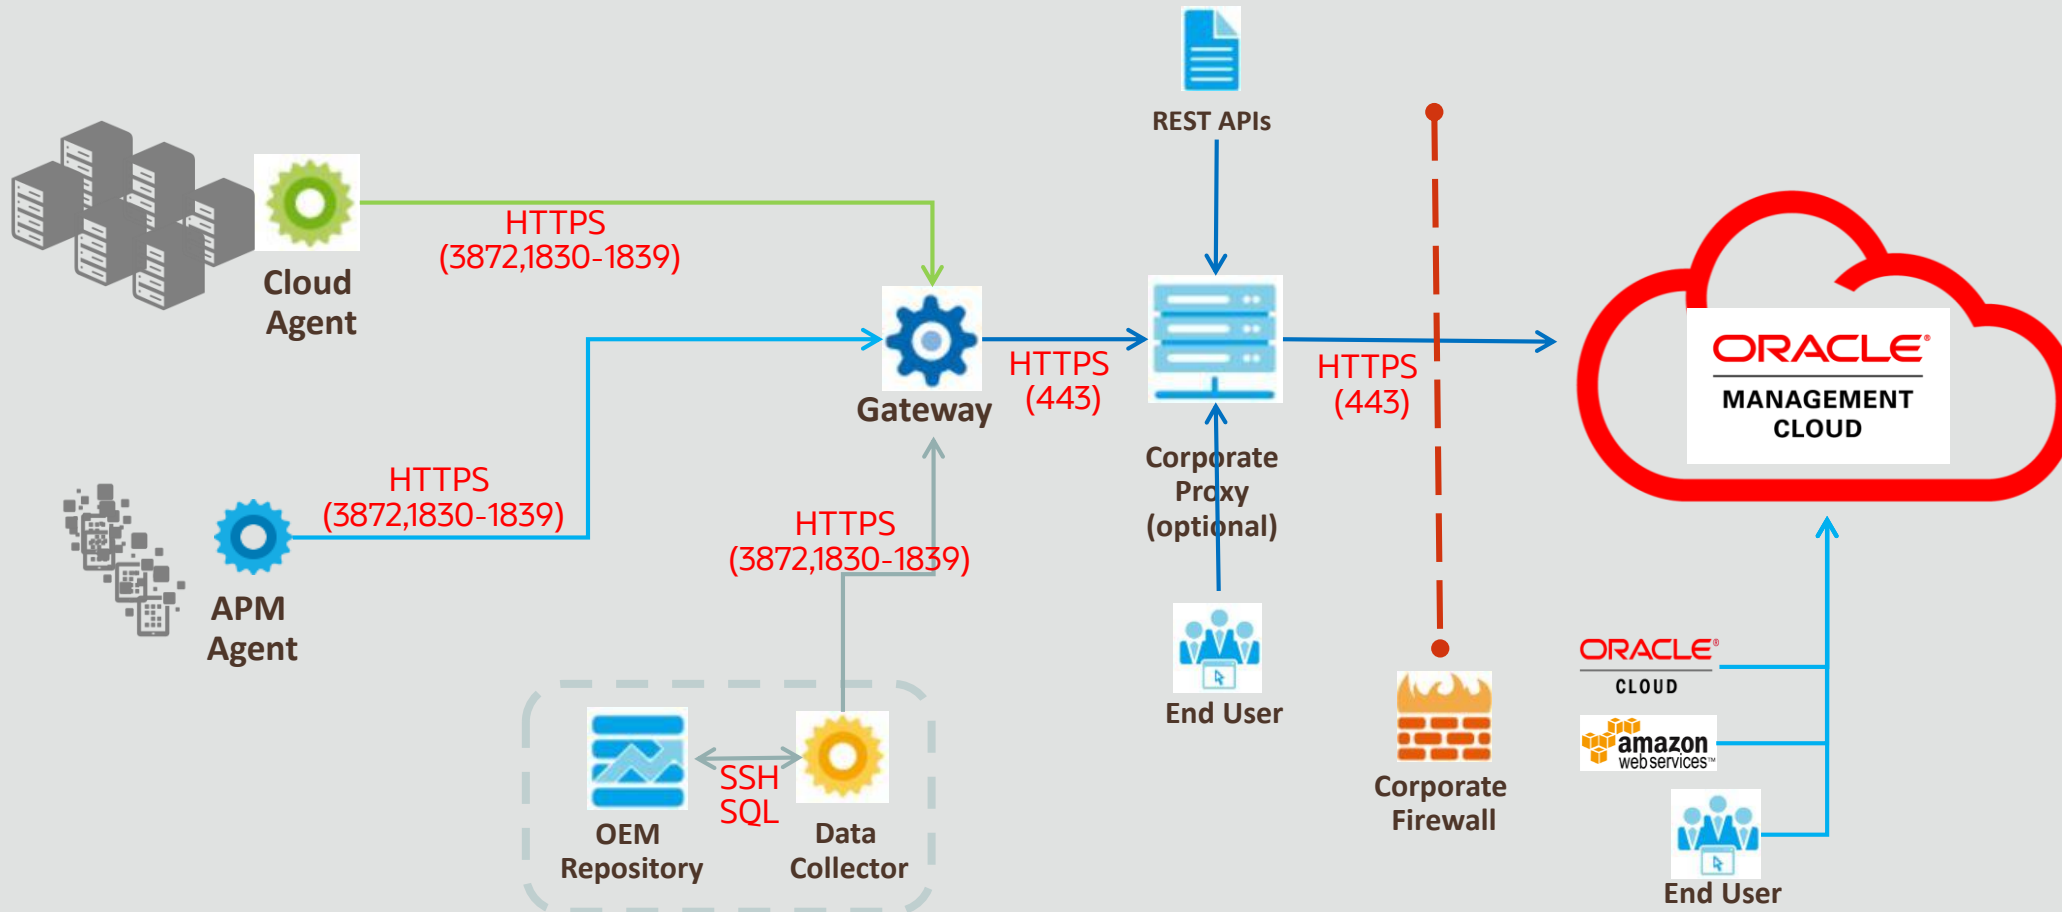 REST APIs
HTTPS
(3872,1830-1839)
Cloud
Agent
ORACLE®
MANAGEMENT
CLOUD
HTTPS
(443)
HTTPS
(443)
Gateway
Corporate
Proxy
(optional)
HTTPS
(3872,1830-1839)
HTTPS
(3872,1830-1839)
APM
Agent
ORACLE®
CLOUD
End User
amazon
webservices™
SSH
SQL
Corporate
Firewall
OEM
Repository
Data
Collector
End User